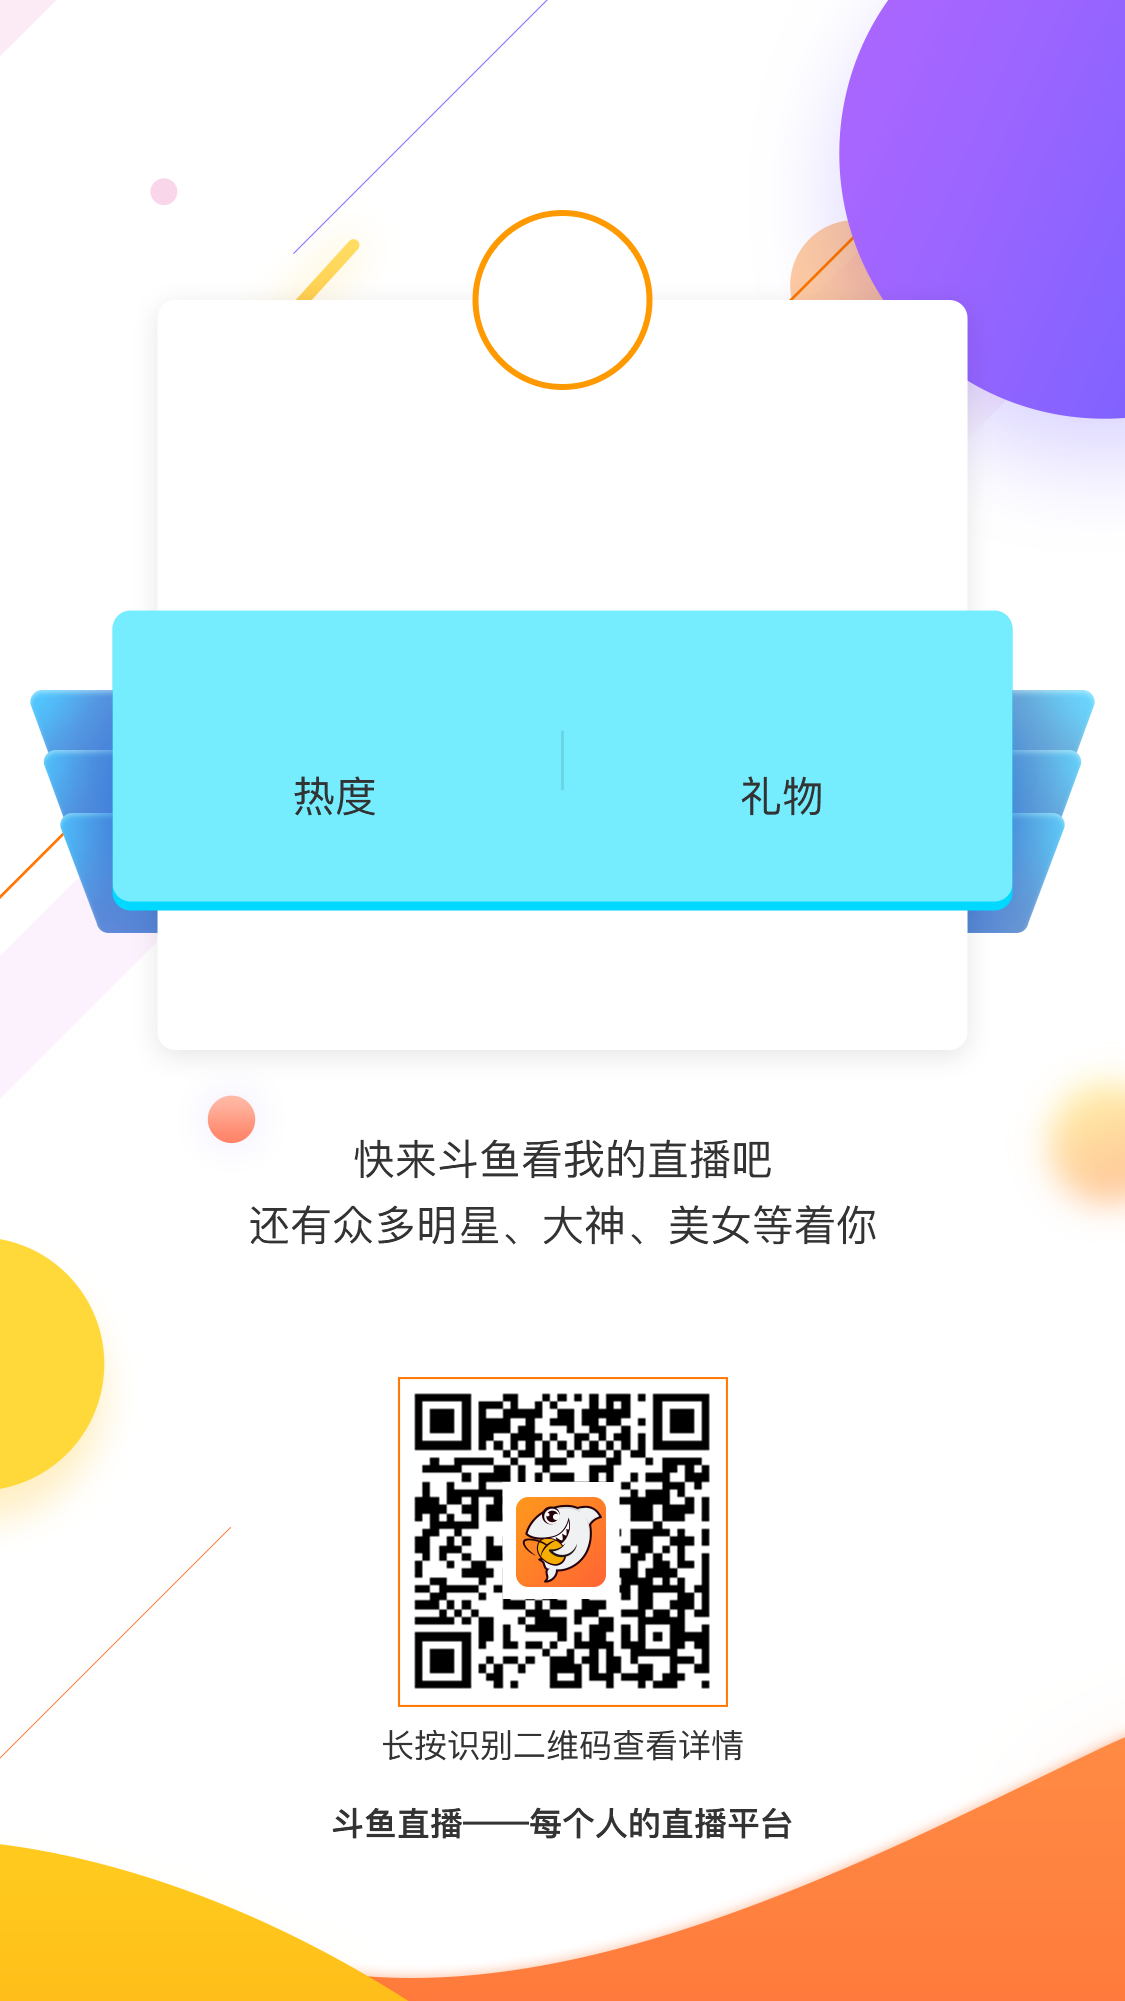 热度
礼物
快来斗鱼看我的直播吧
还有众多明星、大神、美女等着你
长按识别二维码查看详情
斗鱼直播——每个人的直播平台